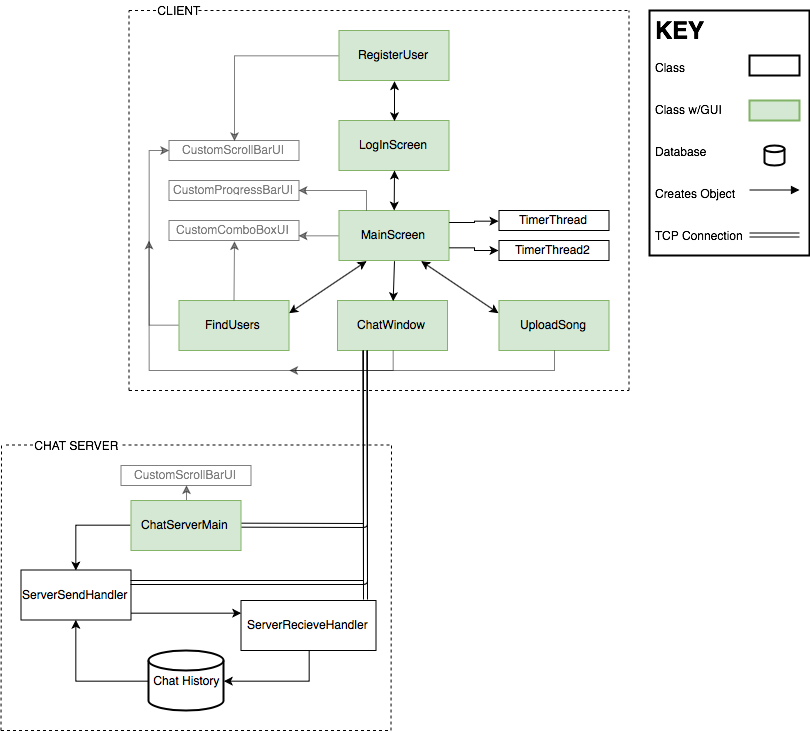 CLIENT
KEY
Class
Class w/GUI
Database
Creates Object
TCP Connection
RegisterUser
CustomScrollBarUI
LogInScreen
CustomProgressBarUI
CustomComboBoxUI
MainScreen
TimerThread
TimerThread2
FindUsers
ChatWindow
UploadSong
CHAT SERVER
CustomScrollBarUI
ChatServerMain
ServerSendHandler
ServerRecieveHandler
Chat History